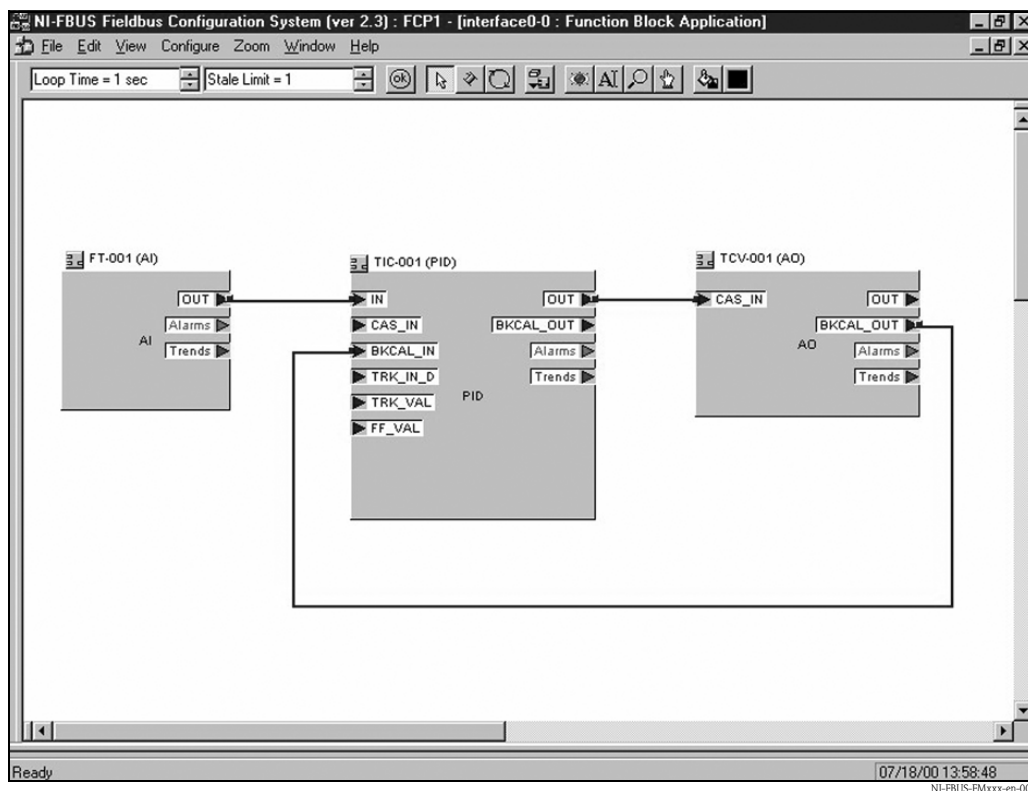 NI-FBUS Fieldbus Configuration System (ver 2.3) : FCP1 - [interface0-0 : Function Block Application]
File Edit View Configure Zoom Window Help
Loop Time = 1 sec Stale Limit = 1 ok AI
FT-001 (AI)
OUT
Alarms
AI
Trends
TIC-001 (PID)
IN OUT
CAS_IN BKCAL_OUT
BKCAL_IN Alarms
TRK_IN_D Trends
PID
TRK_VAL
FF_VAL
TCV-001 (AO)
CAS_IN OUT
BKCAL_OUT
AO Alarms
Trends
Ready 07/18/00 13:58:48